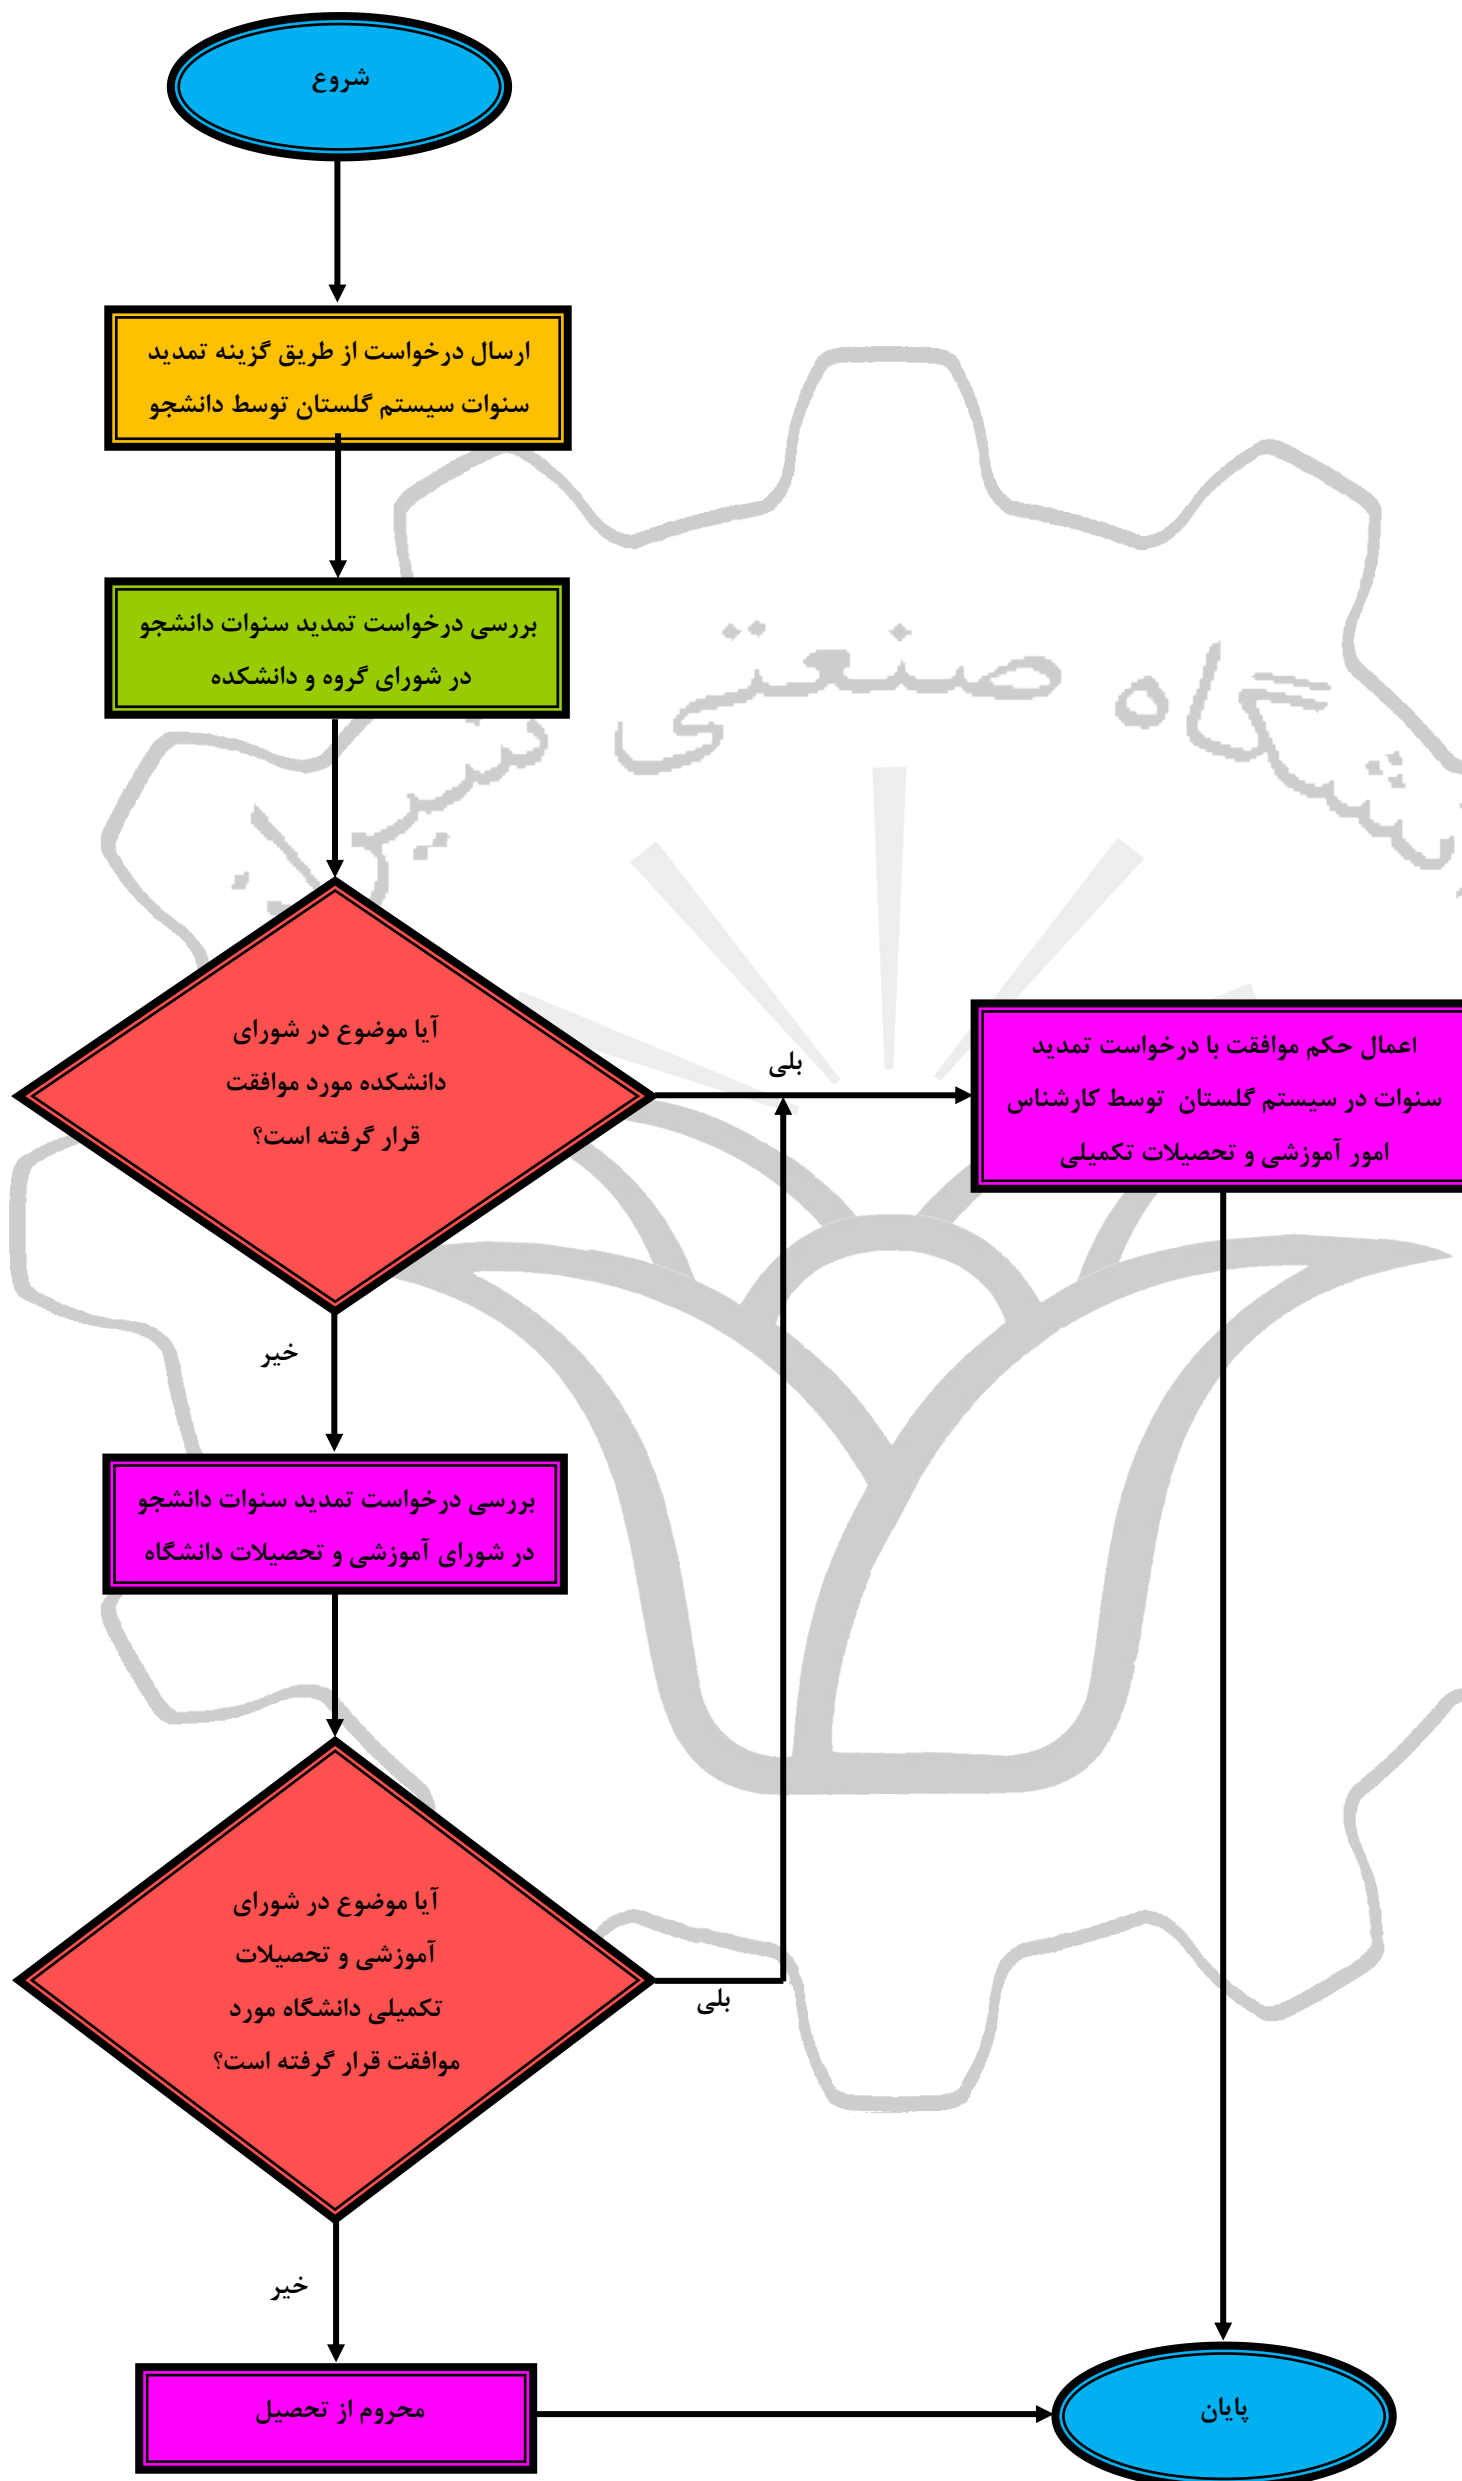 شروع
ارسال درخواست از طریق گزینه تمدید
سنوات سیستم گلستان توسط دانشجو
بررسی درخواست تمدید سنوات دانشجو
در شورای گروه و دانشکده
آیا موضوع در شورای
دانشکده مورد موافقت
قرار گرفته است؟
بلی
اعمال حکم موافقت با درخواست تمدید
سنوات در سیستم گلستان توسط کارشناس
امور آموزشی و تحصیلات تکمیلی
خیر
بررسی درخواست تمدید سنوات دانشجو
در شورای آموزشی و تحصیلات دانشگاه
آیا موضوع در شورای
آموزشی و تحصیلات
تکمیلی دانشگاه مورد
موافقت قرار گرفته است؟
بلی
خیر
محروم از تحصیل
پایان
صنعتی